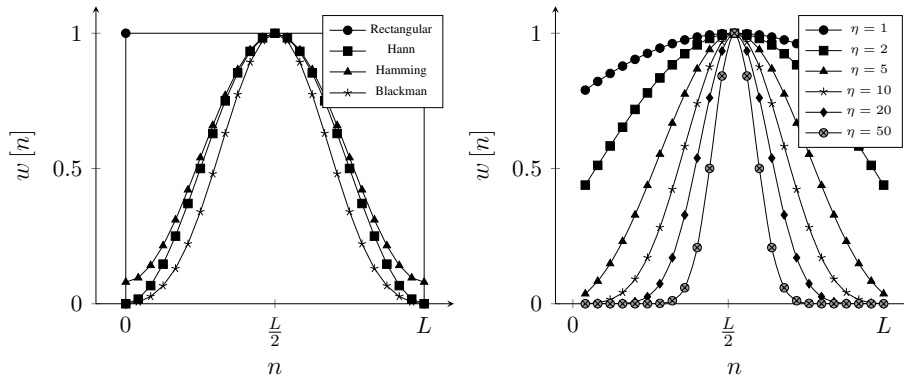 1
0.5
0
w [n]
0
L/2
L
n
Rectangular
Hann
Hamming
Blackman
1
0.5
0
w [n]
0
L/2
L
n
η = 1
η = 2
η = 5
η = 10
η = 20
η = 50